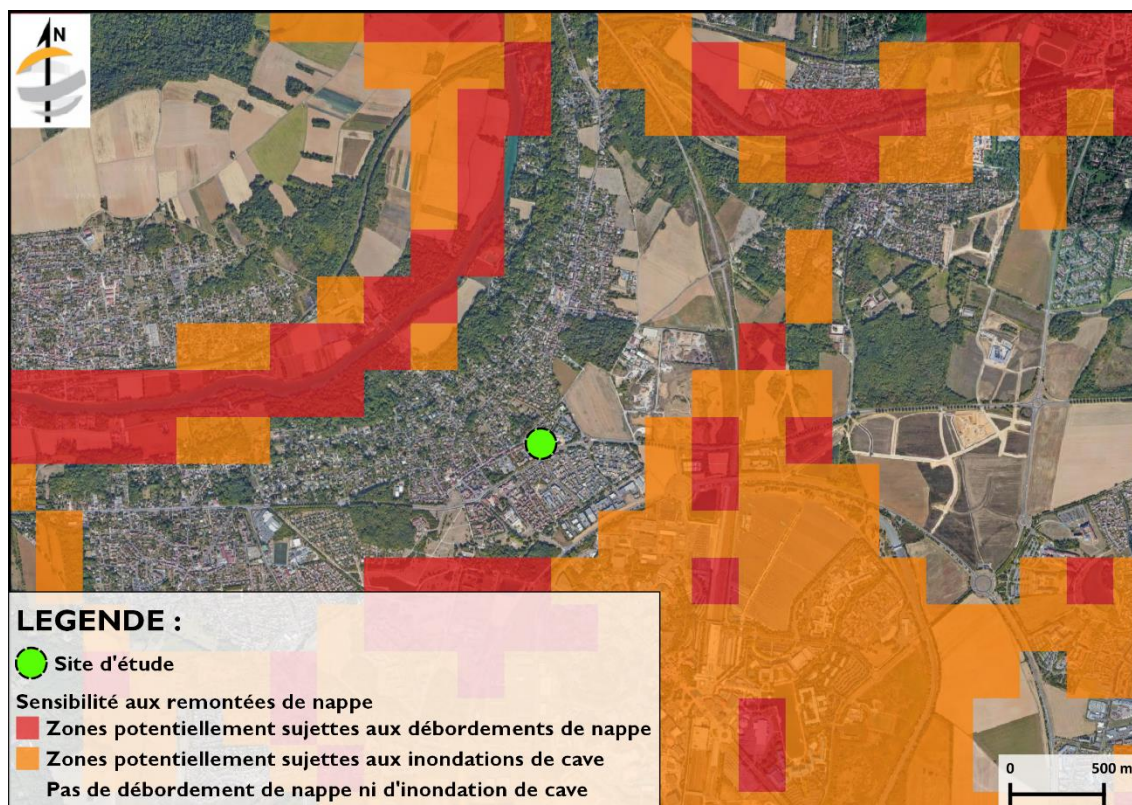 N
LEGENDE :
Site d'étude
Sensibilité aux remontées de nappe
Zones potentiellement sujettes aux débordements de nappe
Zones potentiellement sujettes aux inondations de cave
Pas de débordement de nappe ni d'inondation de cave
0 500 m